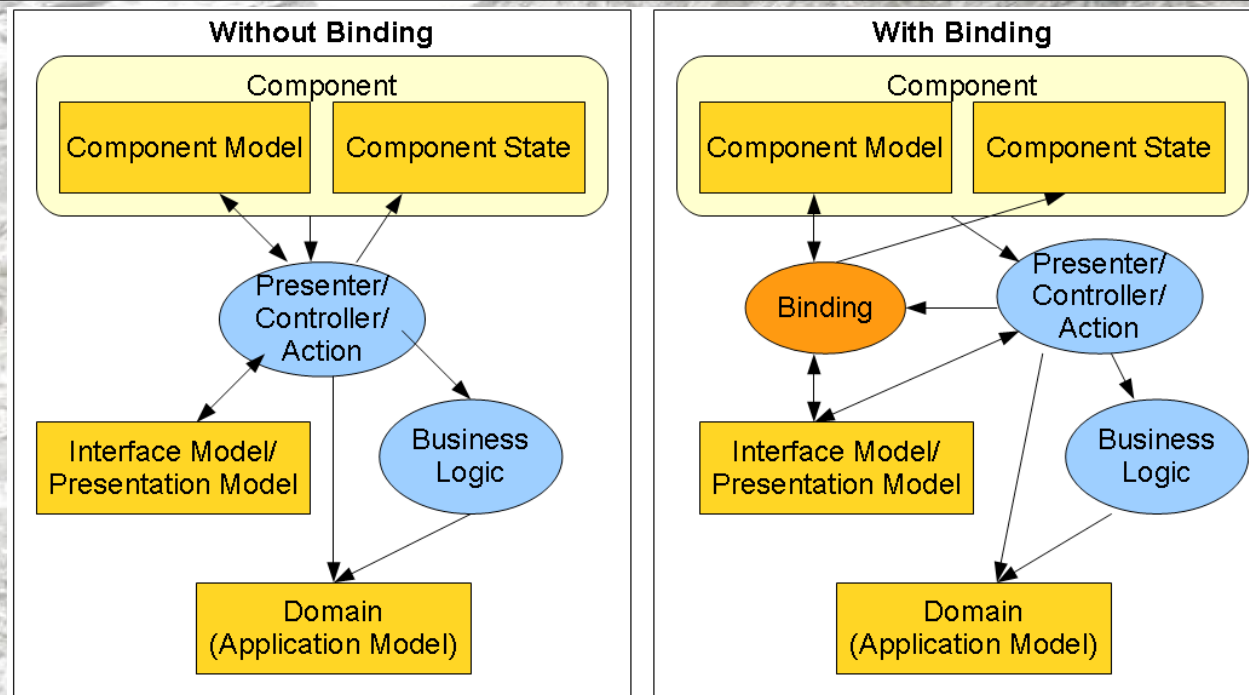 Without Binding
Component
Component Model
Component State
Presenter/
Controller/
Action
Interface Model/
Presentation Model
Business
Logic
Domain
(Application Model)
With Binding
Component
Component Model
Component State
Binding
Presenter/
Controller/
Action
Interface Model/
Presentation Model
Business
Logic
Domain
(Application Model)